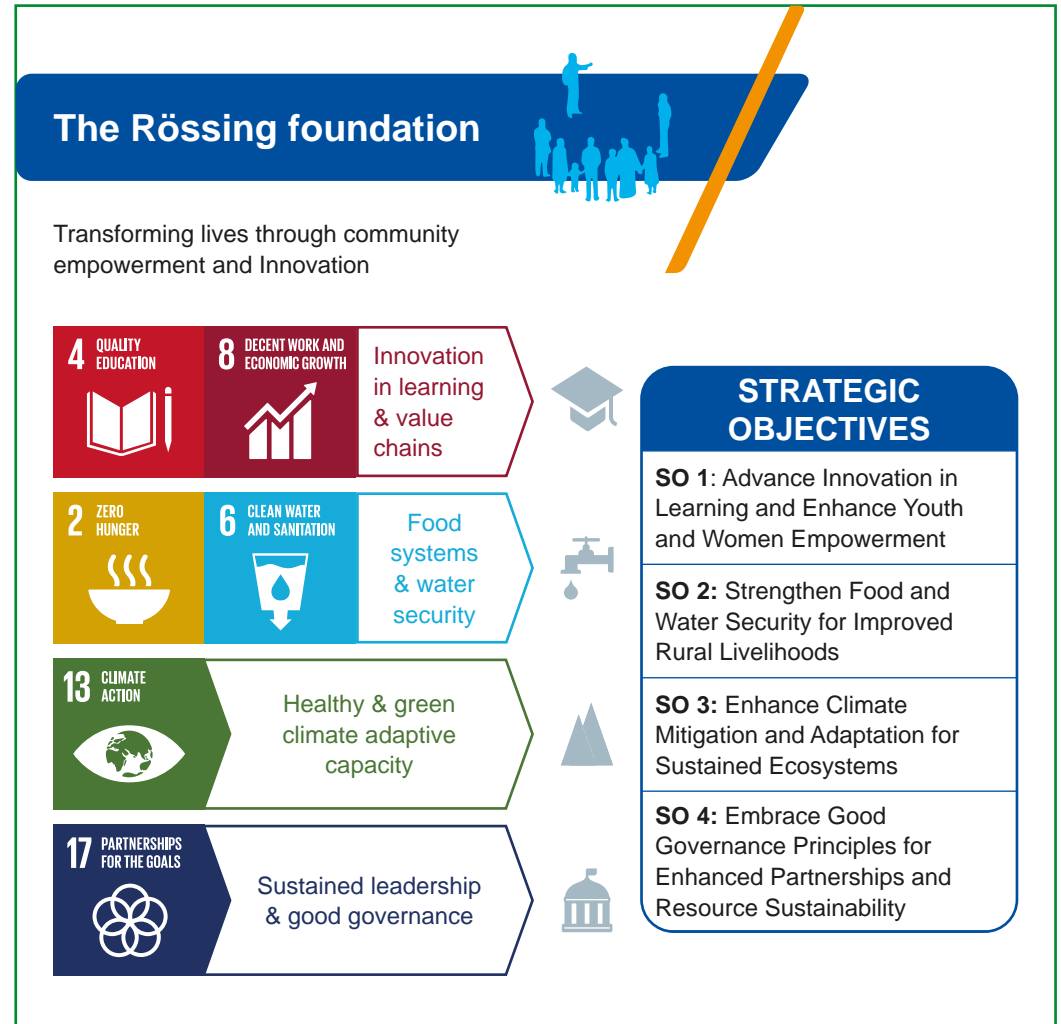 The Rössing foundation
Transforming lives through community
empowerment and Innovation
4 QUALITY
EDUCATION
8 DECENT WORK AND
ECONOMIC GROWTH
Innovation
in learning
& value
chains
2 ZERO
HUNGER
6 CLEAN WATER
AND SANITATION
Food
systems
& water
security
13 CLIMATE
ACTION
Healthy & green
climate adaptive
capacity
17 PARTNERSHIPS
FOR THE GOALS
Sustained leadership
& good governance
STRATEGIC
OBJECTIVES
SO 1: Advance Innovation in
Learning and Enhance Youth
and Women Empowerment
SO 2: Strengthen Food and
Water Security for Improved
Rural Livelihoods
SO 3: Enhance Climate
Mitigation and Adaptation for
Sustained Ecosystems
SO 4: Embrace Good
Governance Principles for
Enhanced Partnerships and
Resource Sustainability